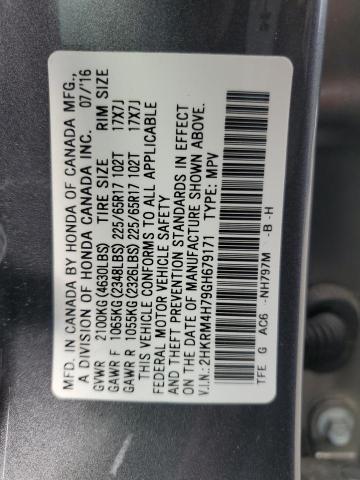 MFD. IN CANADA BY HONDA OF CANADA MFG.,
A DIVISION OF HONDA CANADA INC. 07/'16
GVWR 2100KG (4630LBS) TIRE SIZE RIM SIZE
GAWR F 1065KG (2348LBS) 225/65R17 102T 17X7J
GAWR R 1055KG (2326LBS) 225/65R17 102T 17X7J
THIS VEHICLE CONFORMS TO ALL APPLICABLE
FEDERAL MOTOR VEHICLE SAFETY
AND THEFT PREVENTION STANDARDS IN EFFECT
ON THE DATE OF MANUFACTURE SHOWN ABOVE.
V.I.N.: 2HKRM4H79GH679171 TYPE: MPV
TFE G AC6 -NH797M -B -H